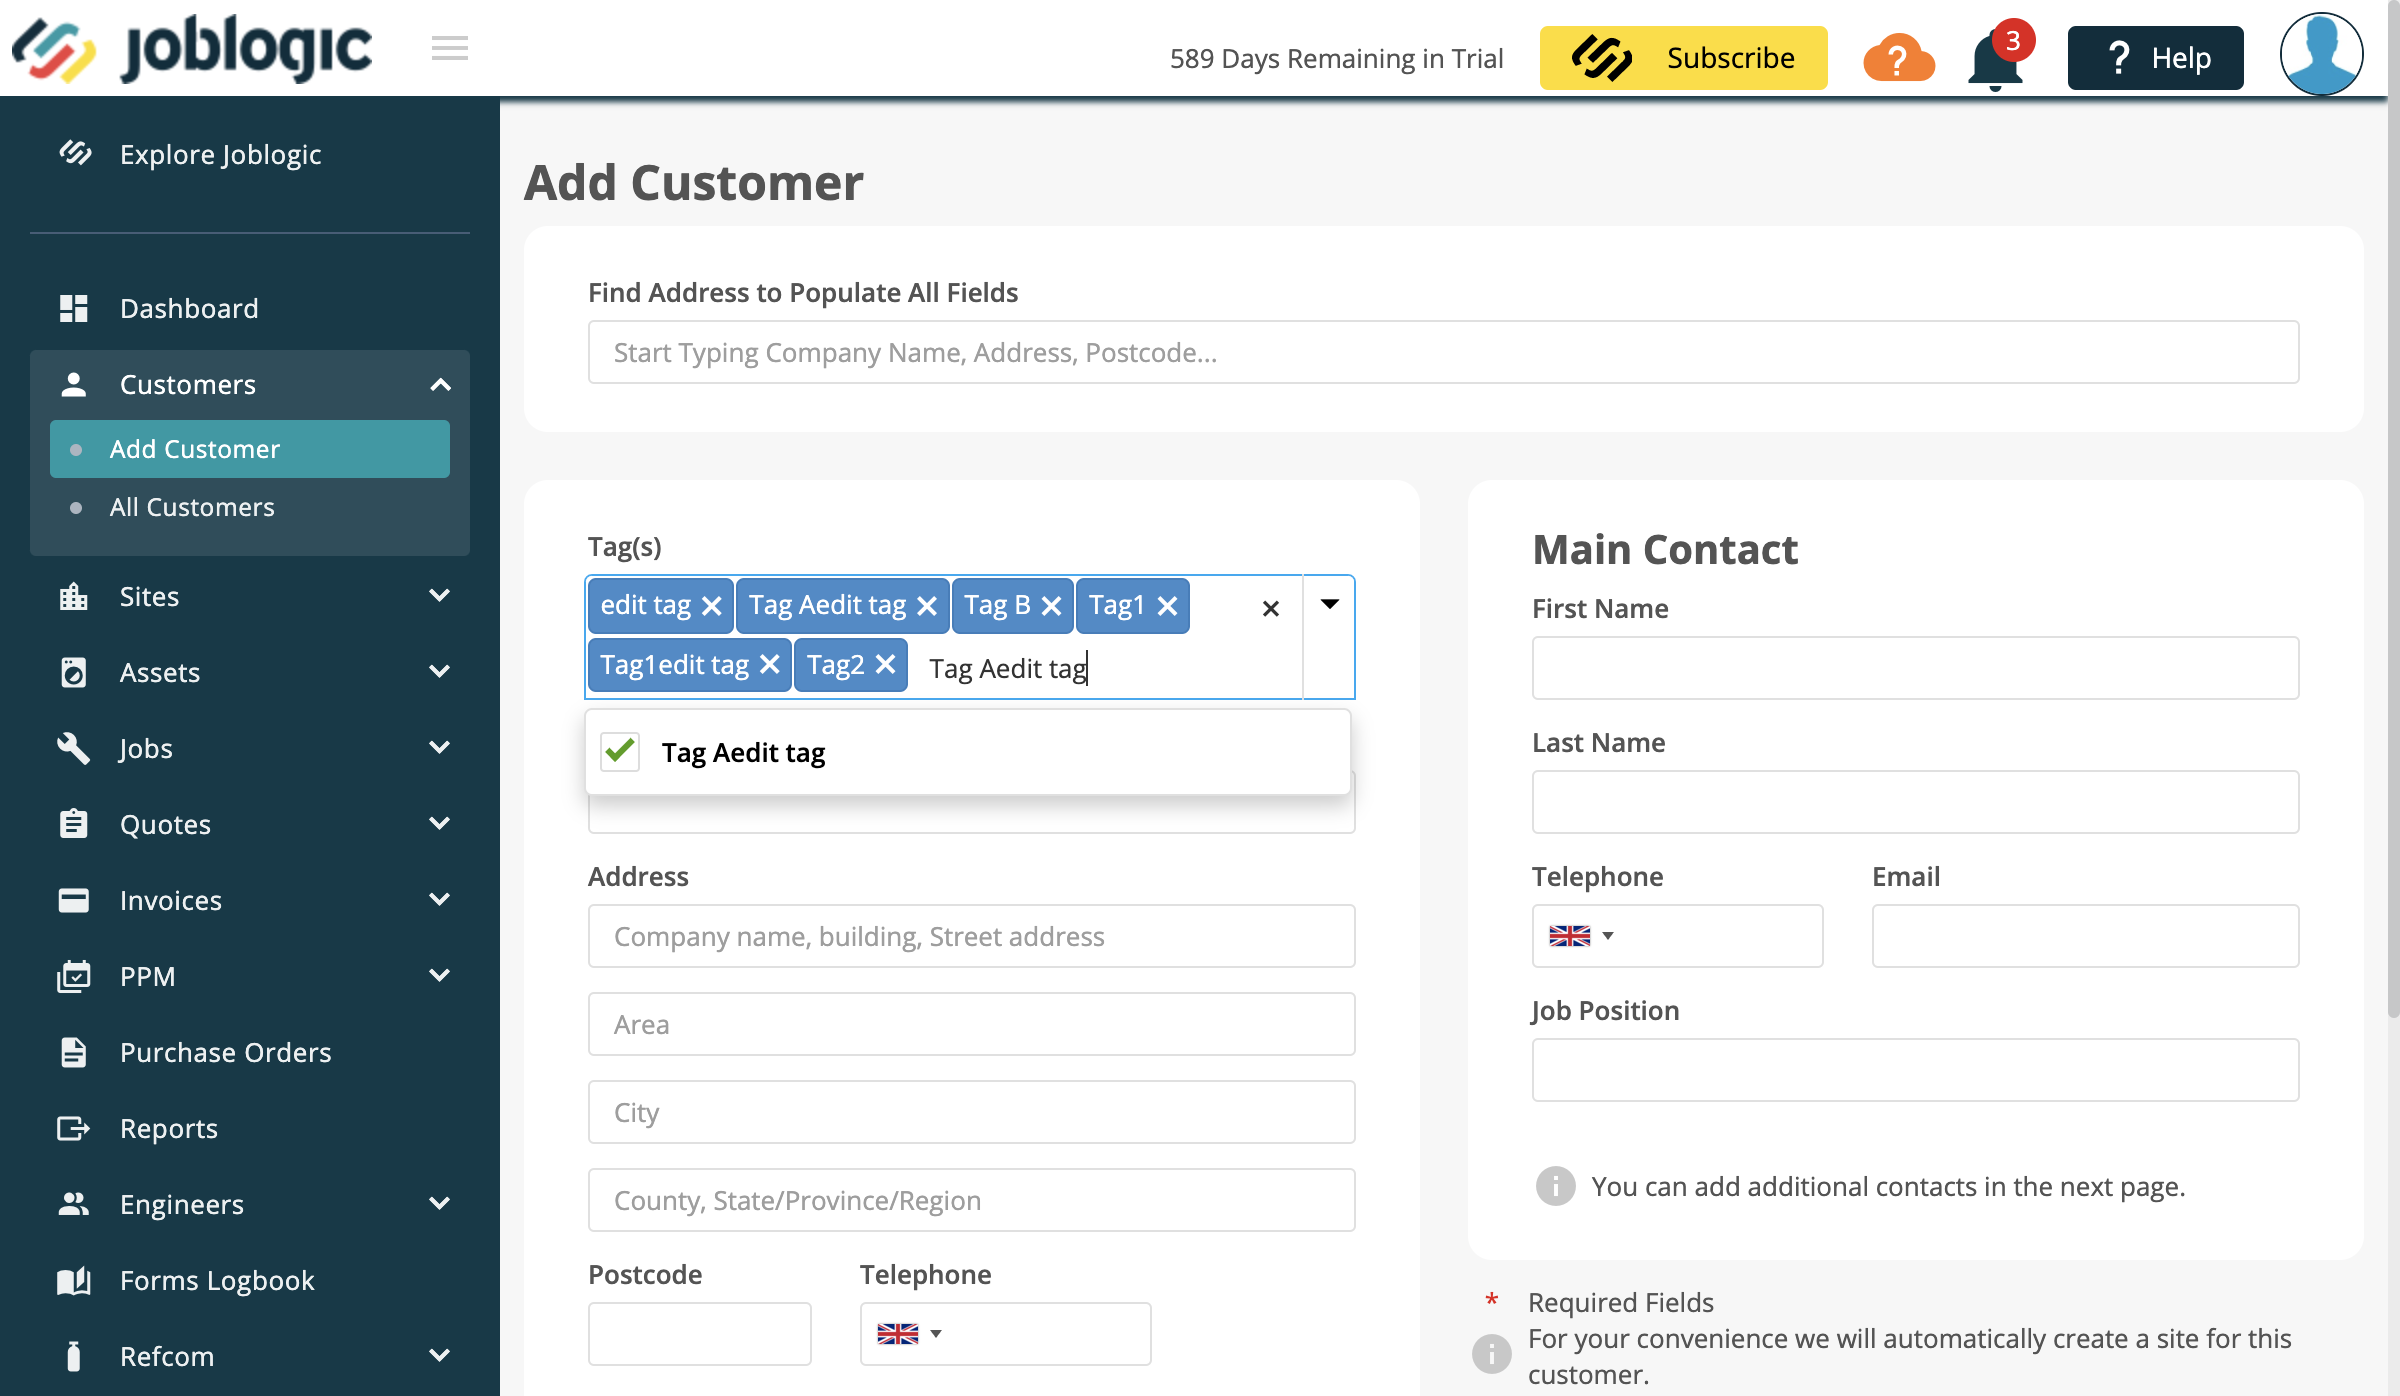 joblogic
589 Days Remaining in Trial
Subscribe
?
3
? Help
Explore Joblogic
Dashboard
Customers
Add Customer
All Customers
Sites
Assets
Jobs
Quotes
Invoices
PPM
Purchase Orders
Reports
Engineers
Forms Logbook
Refcom
Add Customer
Find Address to Populate All Fields
Start Typing Company Name, Address, Postcode...
Tag(s)
edit tag Tag Aedit tag Tag B Tag1
Tag1edit tag Tag2 Tag Aedit tag
Tag Aedit tag
Address
Company name, building, Street address
Area
City
County, State/Province/Region
Postcode Telephone
Main Contact
First Name
Last Name
Telephone Email
Job Position
i You can add additional contacts in the next page.
* Required Fields
i For your convenience we will automatically create a site for this
customer.